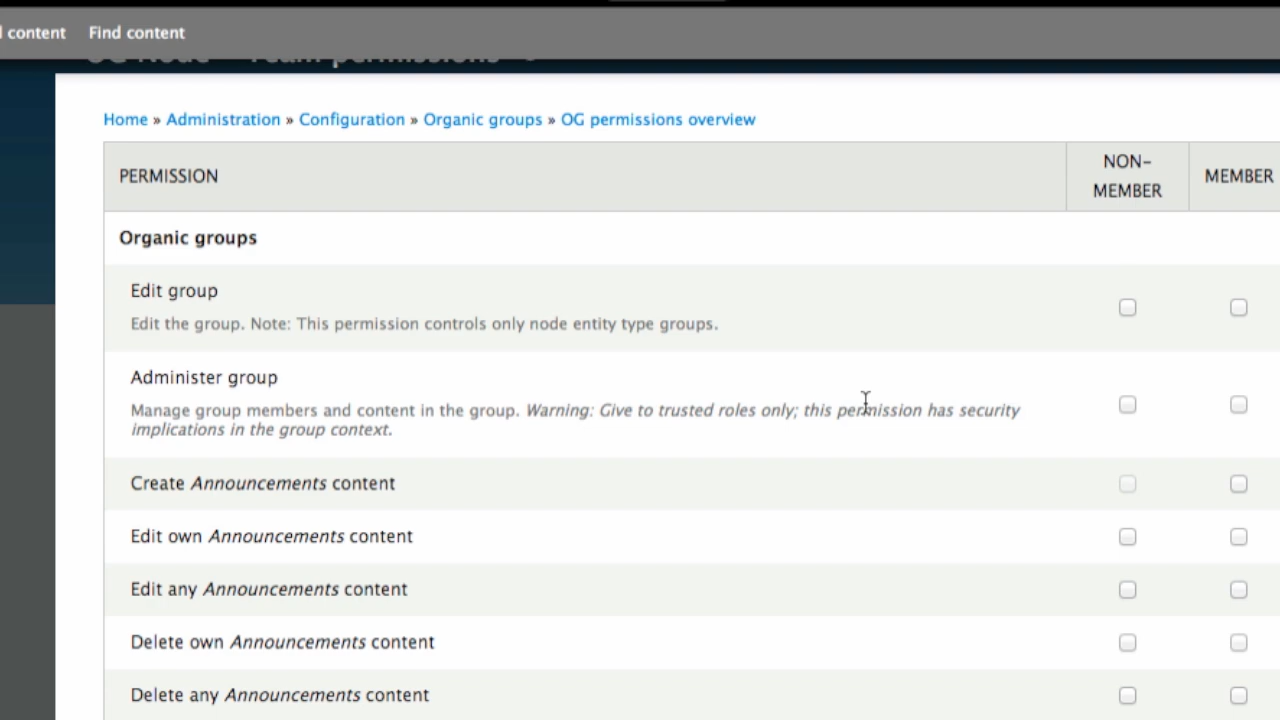 content Find content
Home » Administration » Configuration » Organic groups » OG permissions overview
PERMISSION
NON-
MEMBER
MEMBER
Organic groups
Edit group
Edit the group. Note: This permission controls only node entity type groups.
Administer group
Manage group members and content in the group. Warning: Give to trusted roles only; this permission has security
implications in the group context.
Create Announcements content
Edit own Announcements content
Edit any Announcements content
Delete own Announcements content
Delete any Announcements content